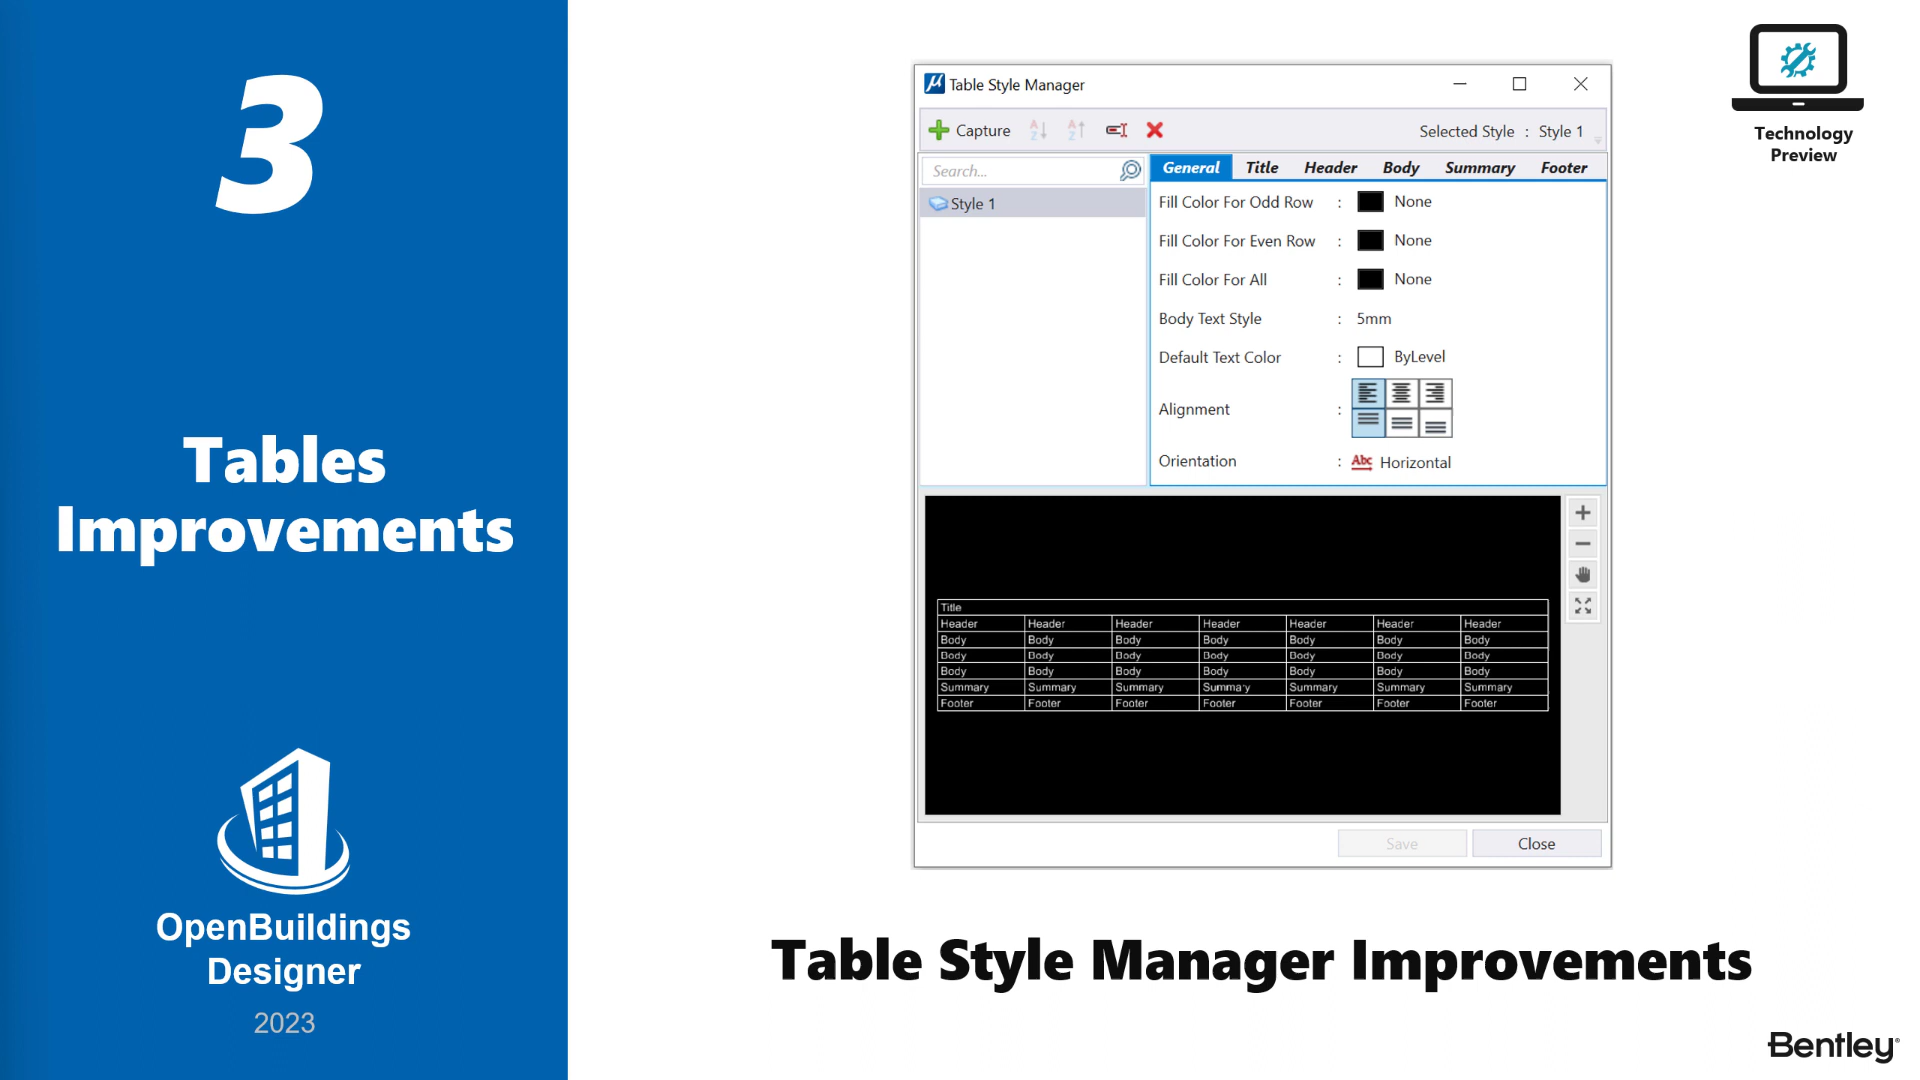 3
Tables
Improvements
OpenBuildings
Designer
2023
Technology
Preview
Table Style Manager
Capture
Selected Style : Style 1
Search...
Style 1
General Title Header Body Summary Footer
Fill Color For Odd Row : None
Fill Color For Even Row : None
Fill Color For All : None
Body Text Style : 5mm
Default Text Color : ByLevel
Alignment :
Orientation : Abc Horizontal
Title
Header Header Header Header Header Header Header
Body Body Body Body Body Body Body
Body Body Body Body Body Body Body
Body Body Body Body Body Body Body
Summary Summary Summary Summary Summary Summary Summary
Footer Footer Footer Footer Footer Footer Footer
Save Close
Table Style Manager Improvements
Bentley